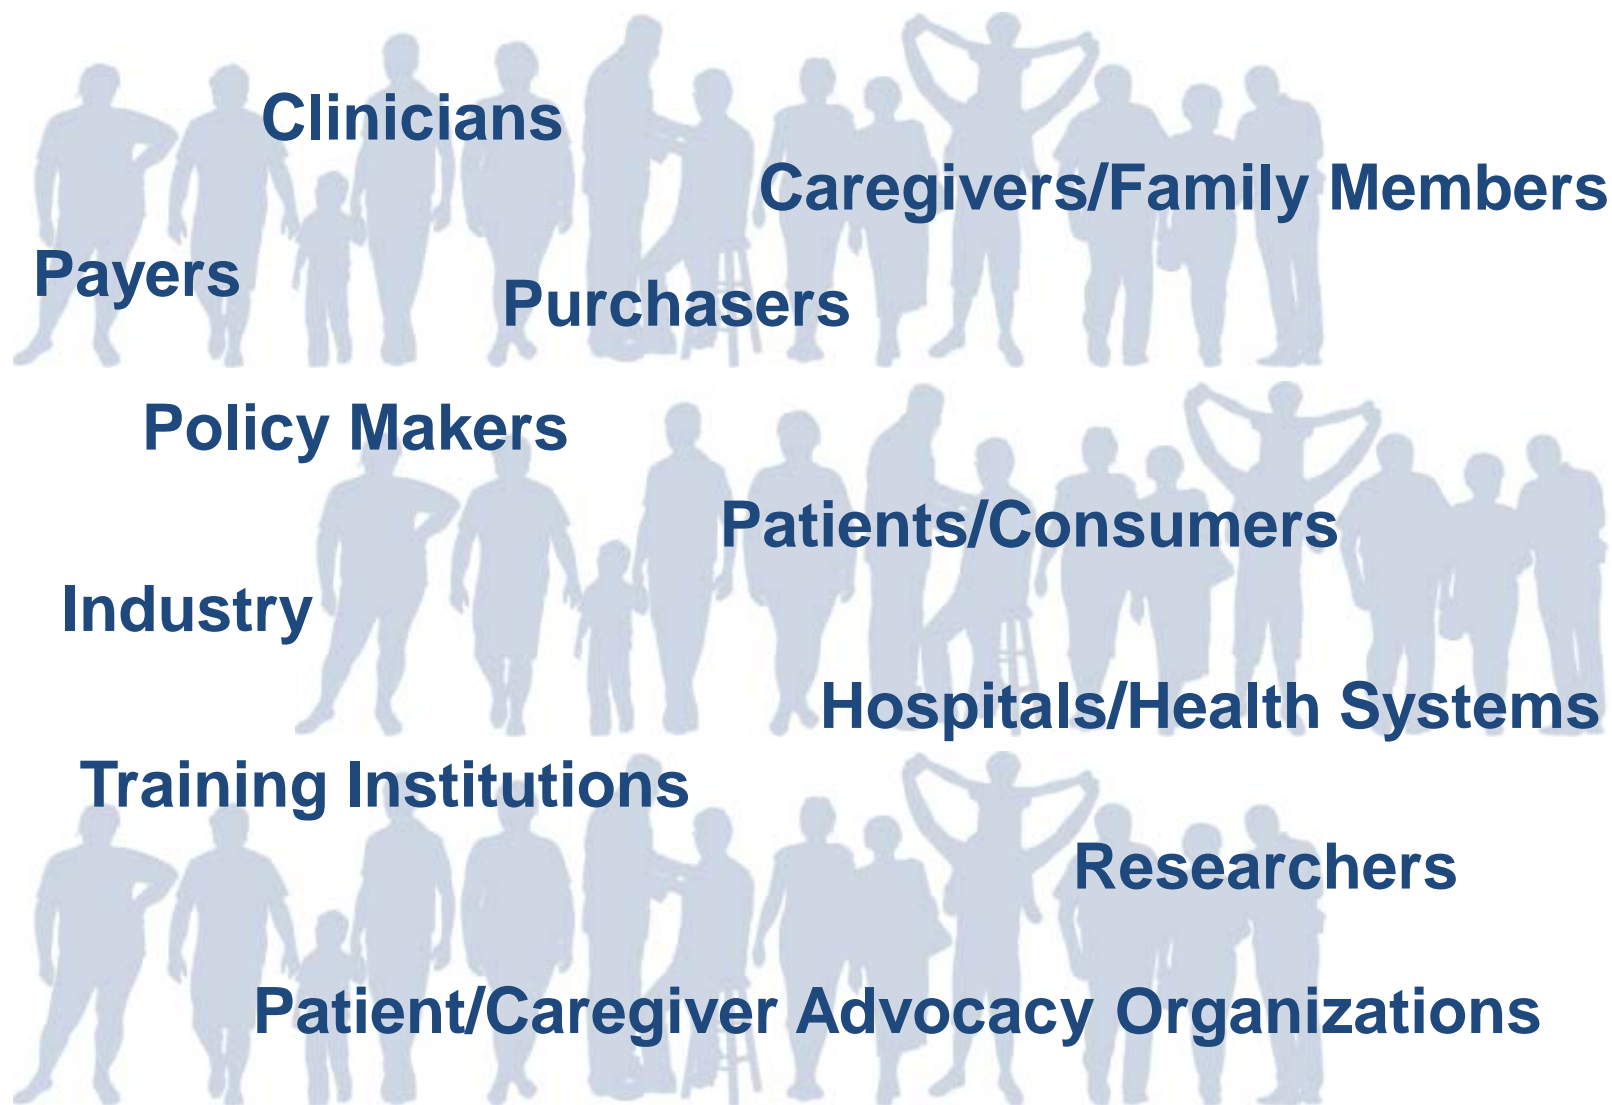 Clinicians
Caregivers/Family Members
Payers
Purchasers
Policy Makers
Patients/Consumers
Industry
Hospitals/Health Systems
Training Institutions
Researchers
Patient/Caregiver Advocacy Organizations